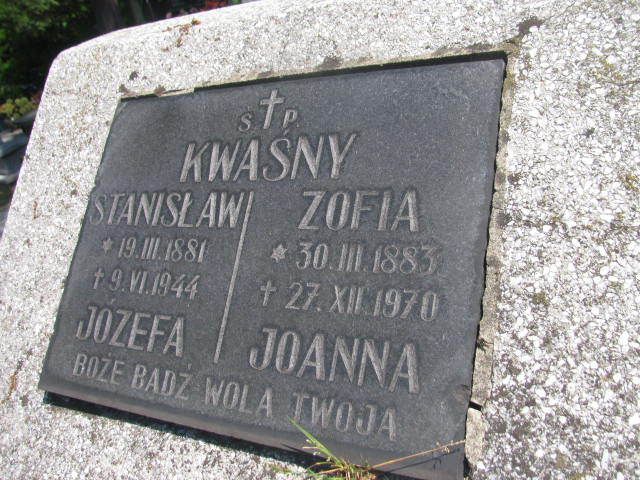 Ś P
KWAŚNY
STANISŁAW
* 19.III.1881
† 9.VI.1944
JÓZEFA
ZOFIA
* 30.III.1883
† 27.XII.1970
JOANNA
BOŻE BĄDŹ WOLA TWOJA